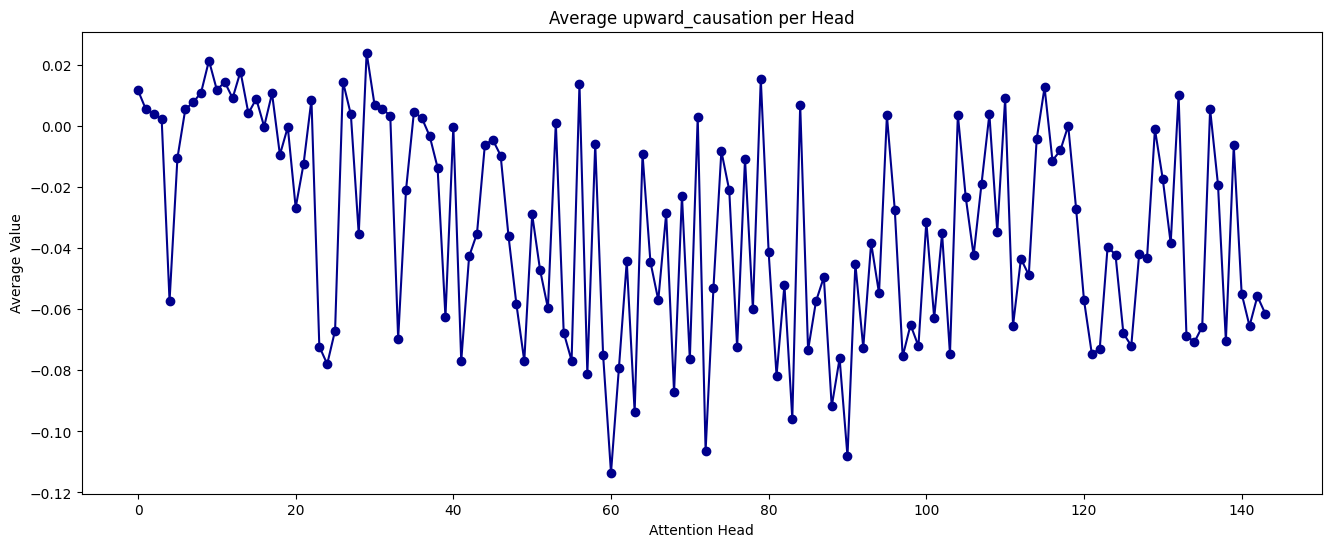 Average upward_causation per Head
Average Value
0.02
0.00
−0.02
−0.04
−0.06
−0.08
−0.10
−0.12
0 20 40 60 80 100 120 140
Attention Head